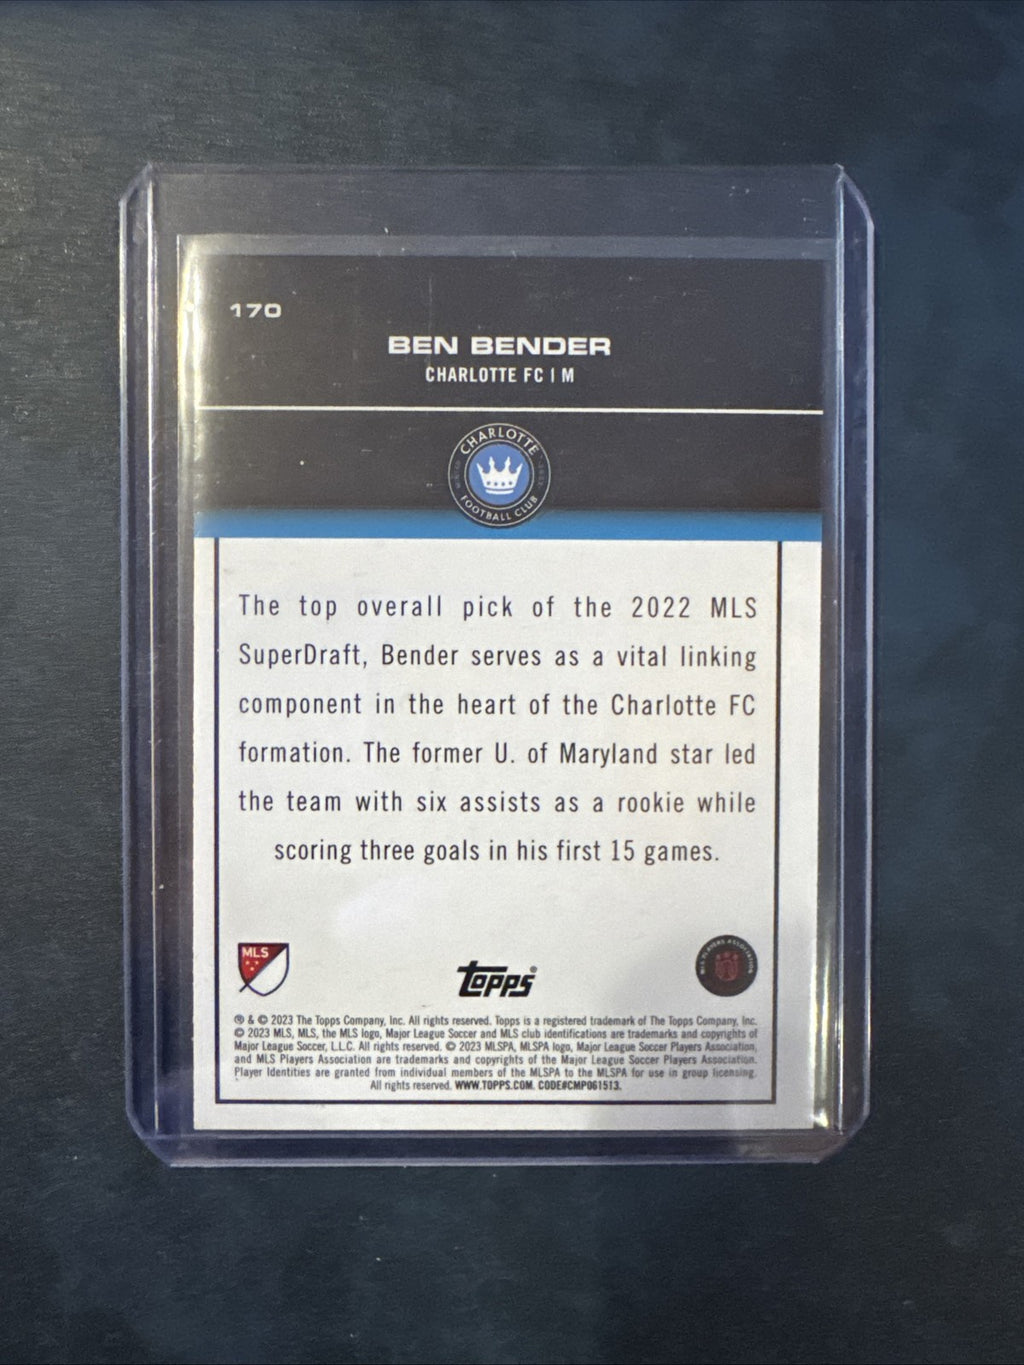 170
BEN BENDER
CHARLOTTE FC | M
CHARLOTTE
FOOTBALL CLUB
The top overall pick of the 2022 MLS
SuperDraft, Bender serves as a vital linking
component in the heart of the Charlotte FC
formation. The former U. of Maryland star led
the team with six assists as a rookie while
scoring three goals in his first 15 games.
MLS
topps®
MLS PLAYERS ASSOCIATION
® & © 2023 The Topps Company, Inc. All rights reserved. Topps is a registered trademark of The Topps Company, Inc.
© 2023 MLS, MLS, the MLS logo, Major League Soccer and MLS club identifications are trademarks and copyrights of
Major League Soccer, L.L.C. All rights reserved. © 2023 MLSPA, MLSPA logo, Major League Soccer Players Association,
and MLS Players Association are trademarks and copyrights of the Major League Soccer Players Association.
Player Identities are granted from individual members of the MLSPA to the MLSPA for use in group licensing.
All rights reserved. WWW.TOPPS.COM. CODE#CMP061513.